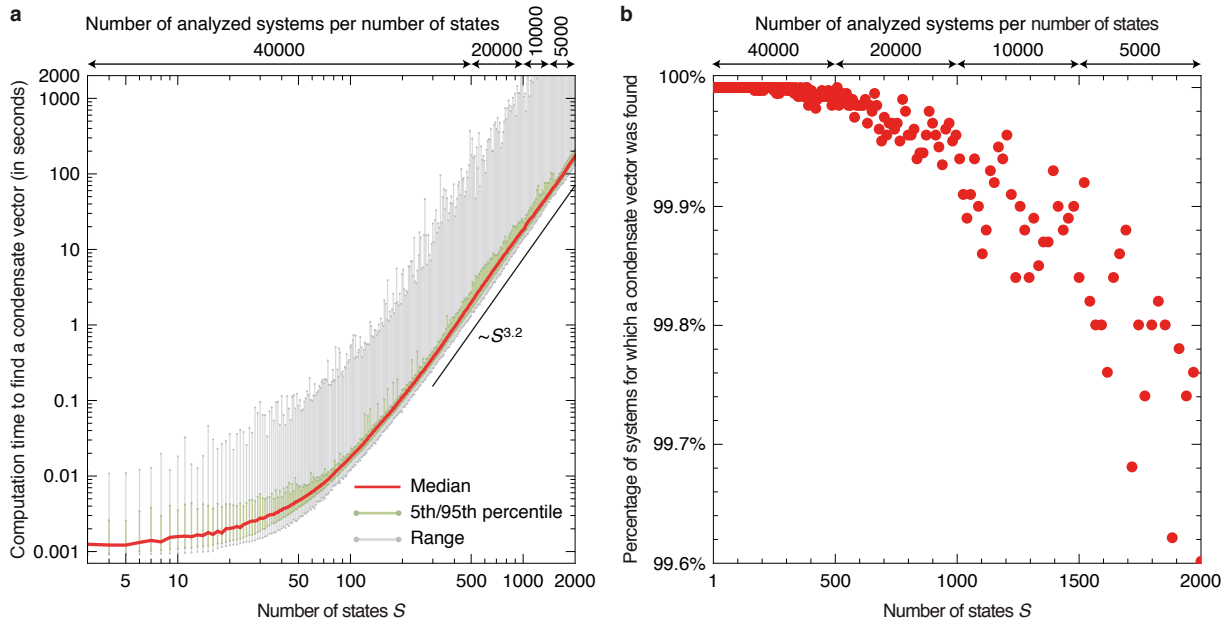 a
Number of analyzed systems per number of states
40000
20000
10000
5000
2000
1000
100
10
1
0.1
0.01
0.001
Computation time to find a condensate vector (in seconds)
~S3.2
Median
5th/95th percentile
Range
5 10 50 100 500 1000 2000
Number of states S
b
Number of analyzed systems per number of states
40000 20000 10000 5000
100%
99.9%
99.8%
99.7%
99.6%
Percentage of systems for which a condensate vector was found
1 500 1000 1500 2000
Number of states S